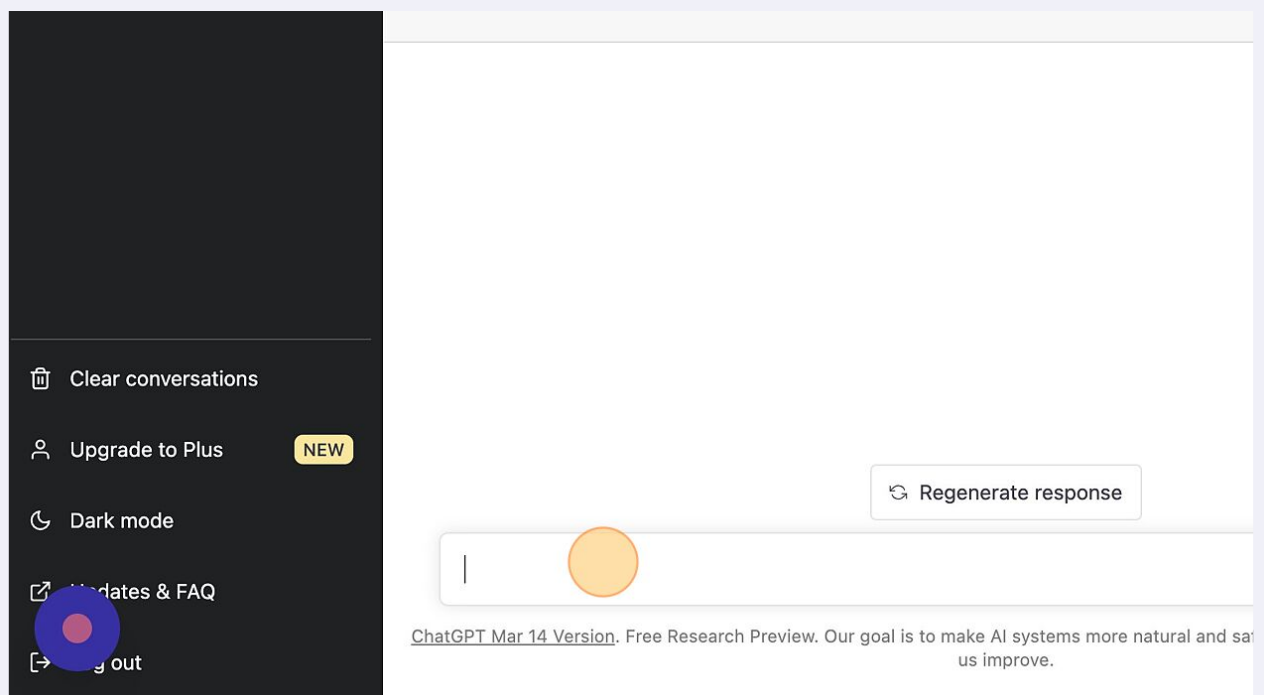 Clear conversations
Upgrade to Plus NEW
Dark mode
Updates & FAQ
out
Regenerate response
ChatGPT Mar 14 Version. Free Research Preview. Our goal is to make AI systems more natural and
us improve.